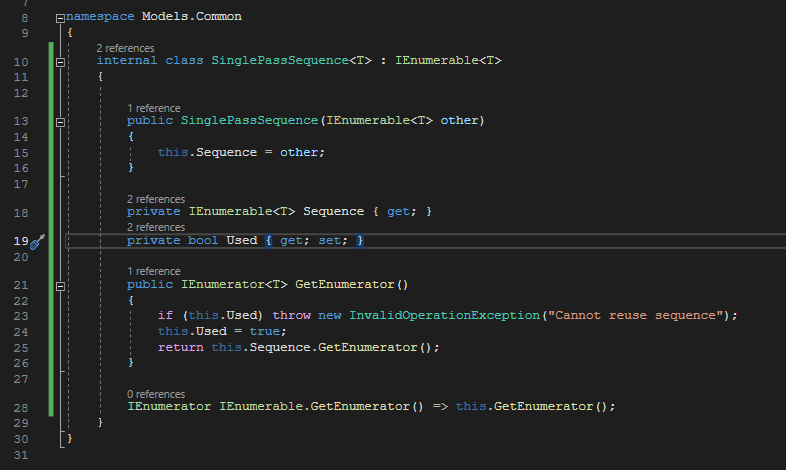 7
8 namespace Models.Common
9 {
2 references
10 internal class SinglePassSequence<T> : IEnumerable<T>
11 {
12
1 reference
13 public SinglePassSequence(IEnumerable<T> other)
14 {
15 this.Sequence = other;
16 }
17
2 references
18 private IEnumerable<T> Sequence { get; }
2 references
19 private bool Used { get; set; }
20
1 reference
21 public IEnumerator<T> GetEnumerator()
22 {
23 if (this.Used) throw new InvalidOperationException("Cannot reuse sequence");
24 this.Used = true;
25 return this.Sequence.GetEnumerator();
26 }
27
0 references
28 IEnumerator IEnumerable.GetEnumerator() => this.GetEnumerator();
29 }
30 }
31